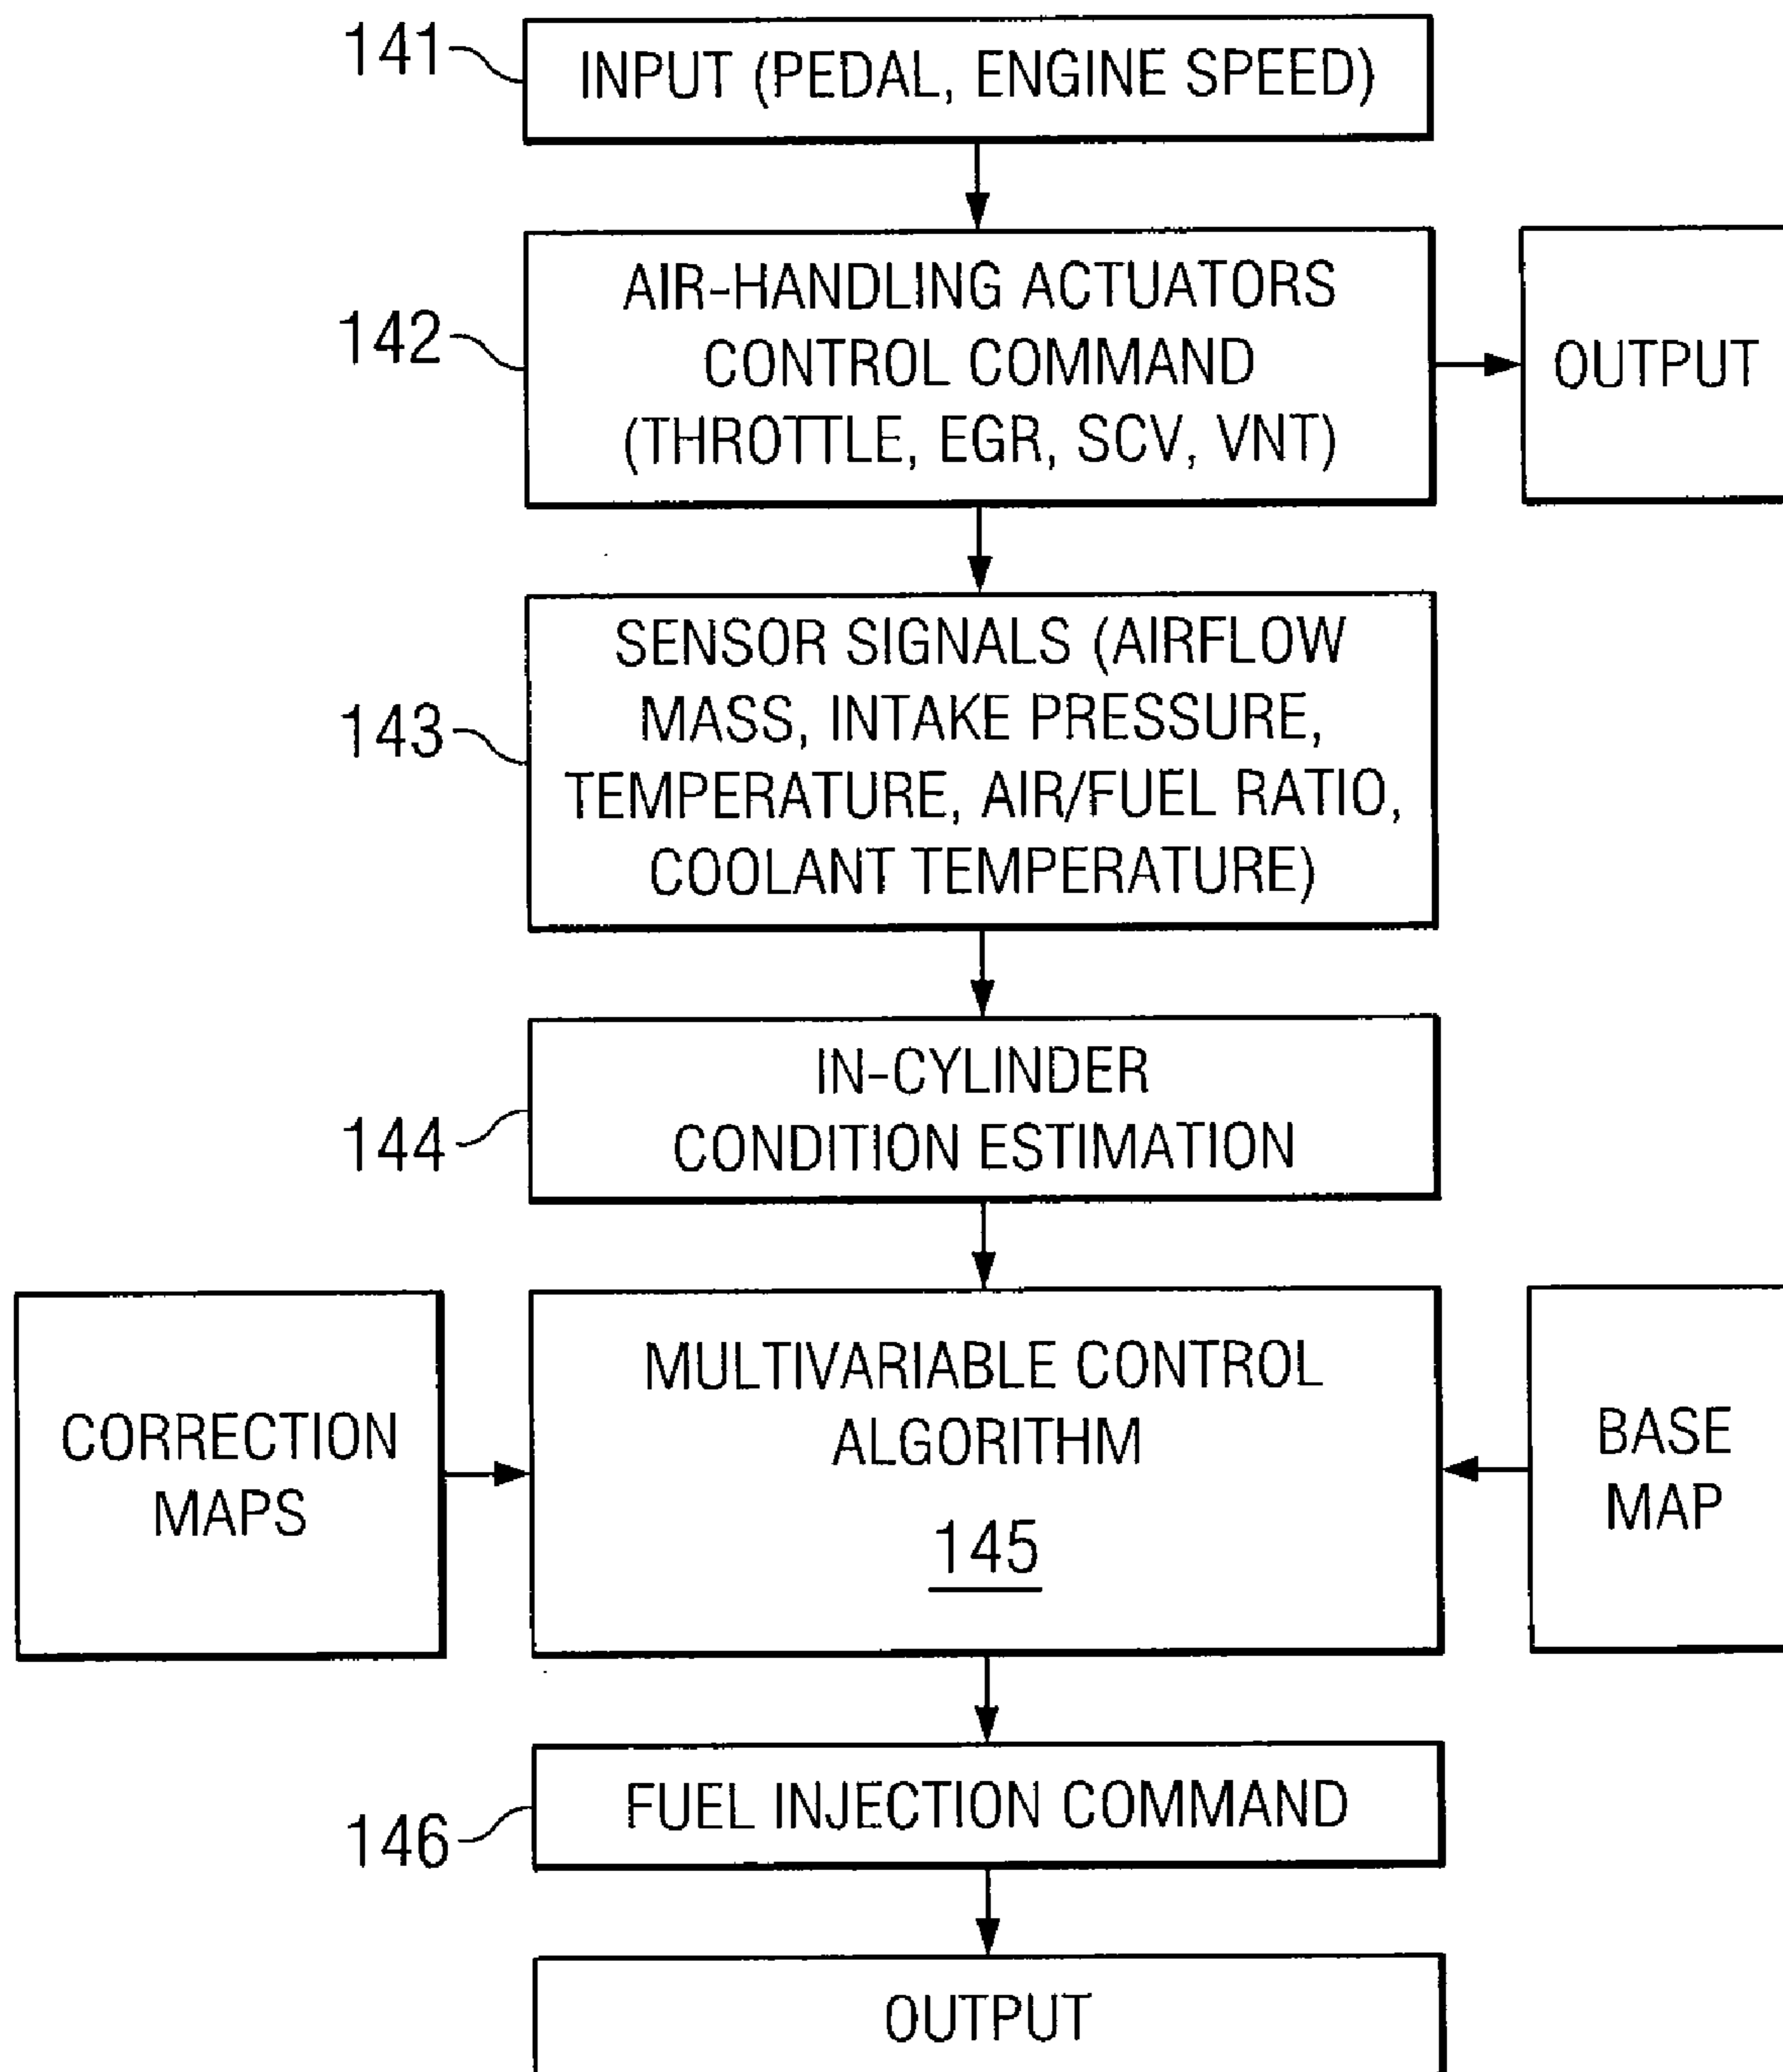 141
INPUT (PEDAL, ENGINE SPEED)
142
AIR-HANDLING ACTUATORS
CONTROL COMMAND
(THROTTLE, EGR, SCV, VNT)
OUTPUT
143
SENSOR SIGNALS (AIRFLOW
MASS, INTAKE PRESSURE,
TEMPERATURE, AIR/FUEL RATIO,
COOLANT TEMPERATURE)
144
IN-CYLINDER
CONDITION ESTIMATION
CORRECTION
MAPS
MULTIVARIABLE CONTROL
ALGORITHM
145
BASE
MAP
146
FUEL INJECTION COMMAND
OUTPUT